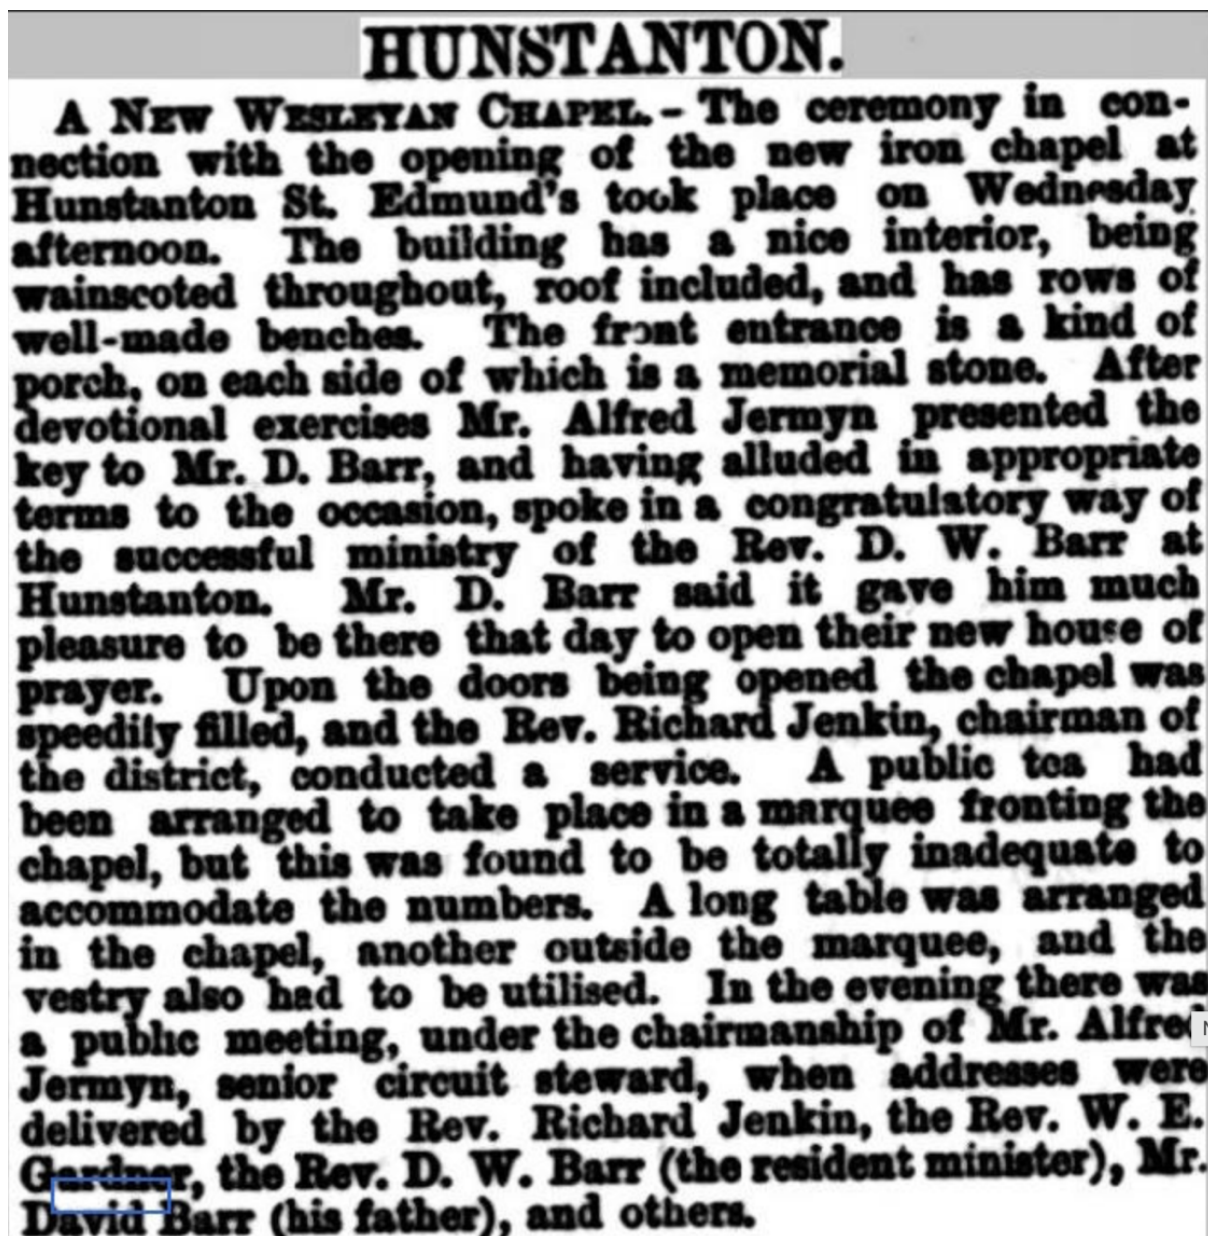 HUNSTANTON.
A NEW WESLEYAN CHAPEL. - The ceremony in con-
nection with the opening of the new iron chapel at
Hunstanton St. Edmund's took place on Wednesday
afternoon. The building has a nice interior, being
wainscoted throughout, roof included, and has rows of
well-made benches. The front entrance is a kind of
porch, on each side of which is a memorial stone. After
devotional exercises Mr. Alfred Jermyn presented the
key to Mr. D. Barr, and having alluded in appropriate
terms to the occasion, spoke in a congratulatory way of
the successful ministry of the Rev. D. W. Barr at
Hunstanton. Mr. D. Barr said it gave him much
pleasure to be there that day to open their new house of
prayer. Upon the doors being opened the chapel was
speedily filled, and the Rev. Richard Jenkin, chairman of
the district, conducted a service. A public tea had
been arranged to take place in a marquee fronting the
chapel, but this was found to be totally inadequate to
accommodate the numbers. A long table was arranged
in the chapel, another outside the marquee, and the
vestry also had to be utilised. In the evening there was
a public meeting, under the chairmanship of Mr. Alfred
Jermyn, senior circuit steward, when addresses were
delivered by the Rev. Richard Jenkin, the Rev. W. E.
Gardner, the Rev. D. W. Barr (the resident minister), Mr.
David Barr (his father), and others.